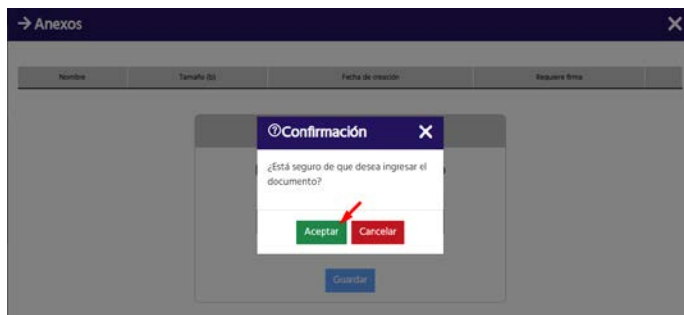 → Anexos
Nombre Tamaño (b) Fecha de creación Requiere firma
Confirmación
¿Está seguro de que desea ingresar el
documento?
Aceptar Cancelar
Guardar